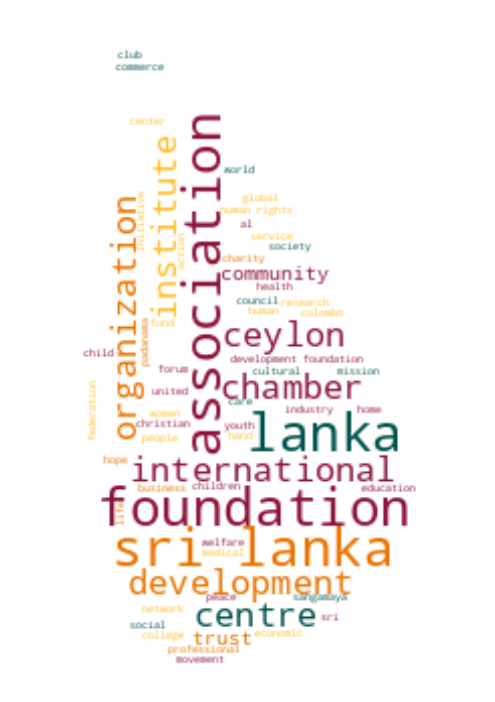 club
commerce
center
association
institute
world
organization
initiative
global
human rights
al
service
action
society
charity
community
health
council
research
human
colombo
fund
padanama
ceylon
child
development foundation
forum
cultural
mission
chamber
federation
united
care
home
industry
women
christian
youth
lanka
people
hand
hope
international
business
children
education
foundation
life
sri lanka
welfare
medical
development
peace
sangamaya
network
centre
sri
social
college
trust
economic
professional
movement